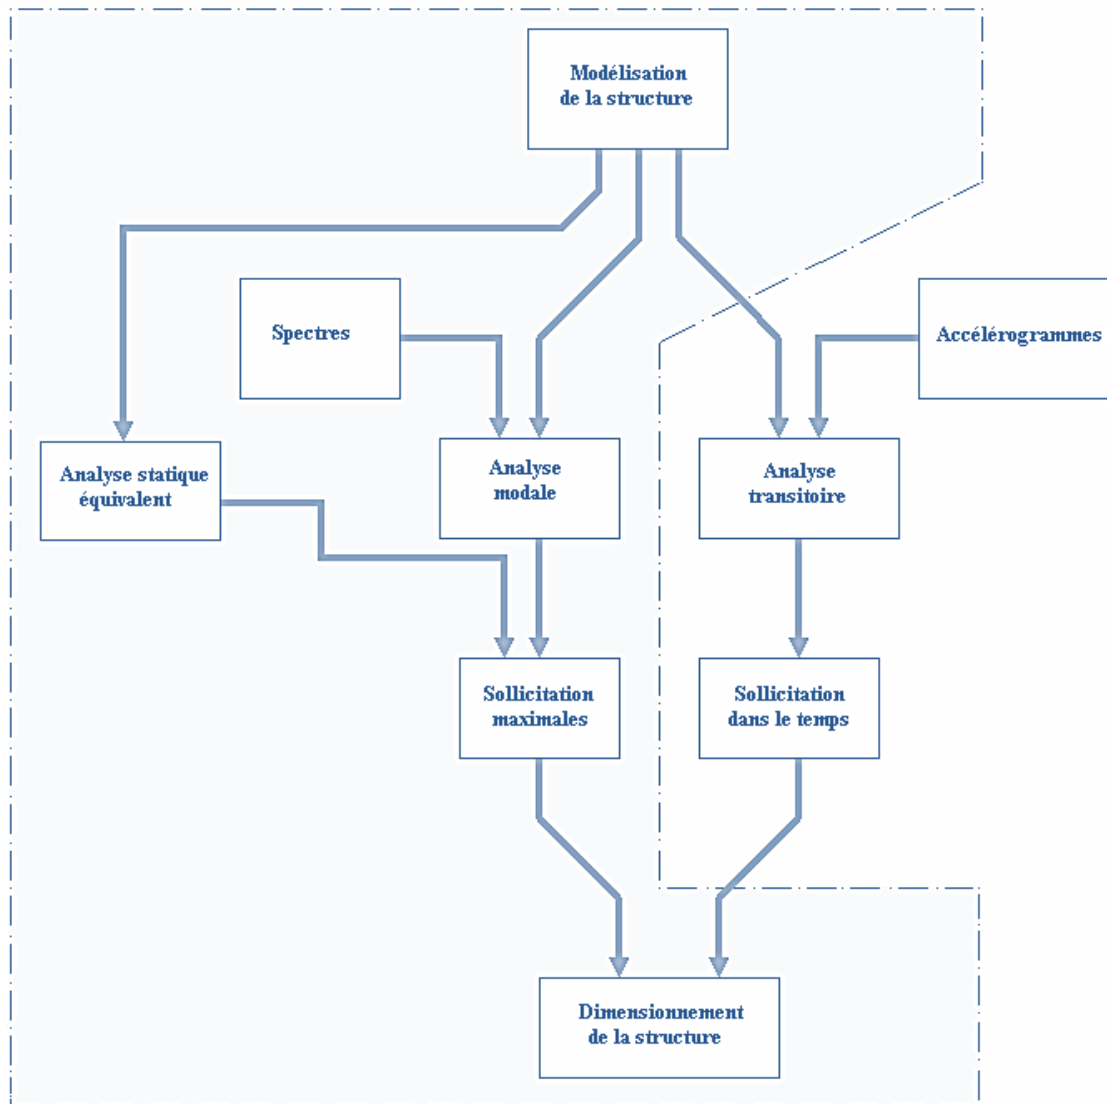 Modélisation
de la structure
Spectres
Accélérogrammes
Analyse statique
équivalent
Analyse
modale
Analyse
transitoire
Sollicitation
maximales
Sollicitation
dans le temps
Dimensionnement
de la structure